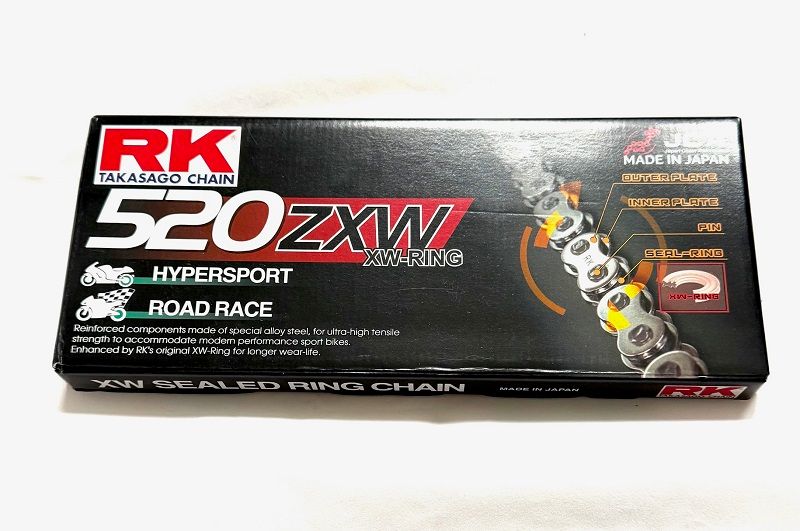 RK
TAKASAGO CHAIN
MADE IN JAPAN
520ZXW
XW-RING
OUTER PLATE
INNER PLATE
PIN
SEAL-RING
RK
XW-RING
HYPERSPORT
ROAD RACE
Reinforced components made of special alloy steel, for ultra-high tensile
strength to accommodate modern performance sport bikes.
Enhanced by RK's original XW-Ring for longer wear-life.
XW SEALED RING CHAIN
MADE IN JAPAN
RK